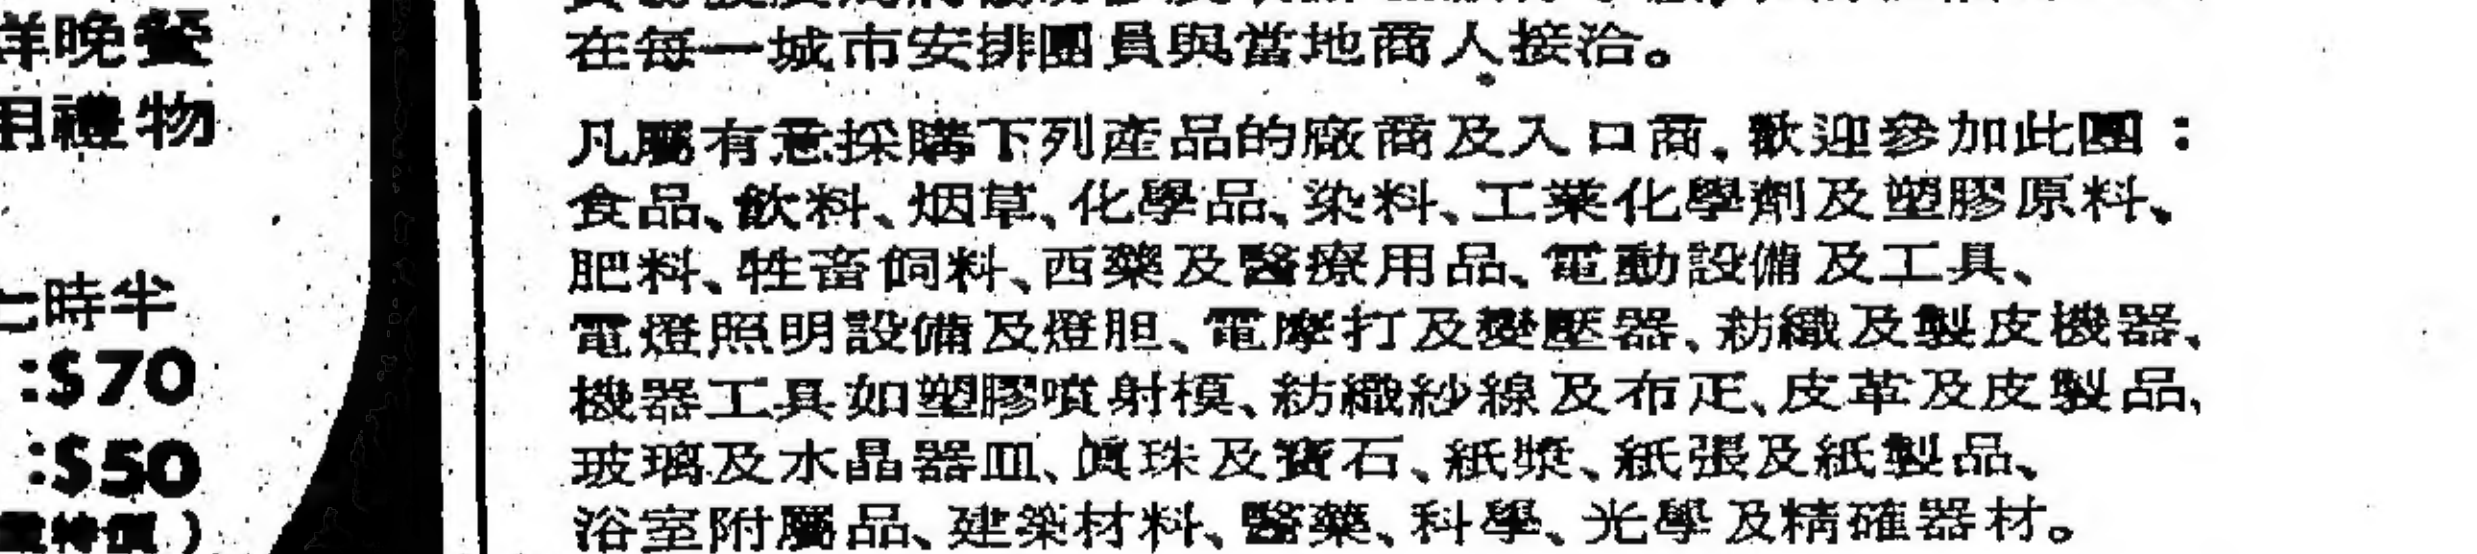 在每一城市安排團員與當地商人接洽。
凡屬有意採購下列產品的廠商及入口商，歡迎參加此團：
食品、飲料、烟草、化學品、染料、工業化學劑及塑膠原料、
肥料、牲畜飼料、西藥及醫療用品、電動設備及工具、
電燈照明設備及燈胆、電摩打及變壓器、紡織及製皮機器、
機器工具如塑膠噴射模、紡織紗線及布疋、皮革及皮製品、
玻璃及水晶器皿、眞珠及寶石、紙漿、紙張及紙製品、
浴室附屬品、建築材料、醫藥、科學、光學及精確器材。
晚餐
用禮物
七時半
:$70
:$50
特價）